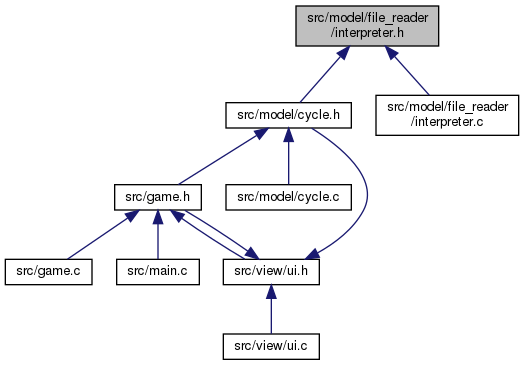 src/model/file_reader
/interpreter.h
src/model/cycle.h
src/model/file_reader
/interpreter.c
src/game.h
src/model/cycle.c
src/game.c
src/main.c
src/view/ui.h
src/view/ui.c